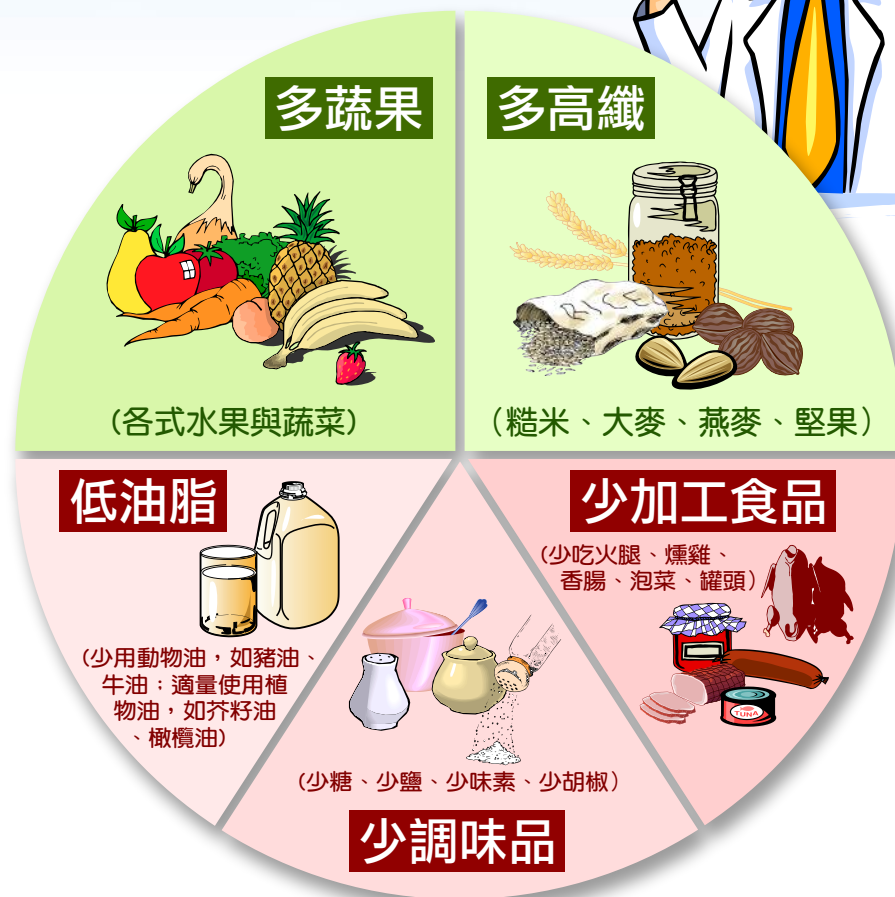 多蔬果
(各式水果與蔬菜)
多高纖
RICE
(糙米、大麥、燕麥、堅果)
低油脂
(少用動物油，如豬油、
牛油；適量使用植
物油，如芥籽油
、橄欖油)
(少糖、少鹽、少味素、少胡椒)
少調味品
少加工食品
(少吃火腿、燻雞、
香腸、泡菜、罐頭)
TUNA